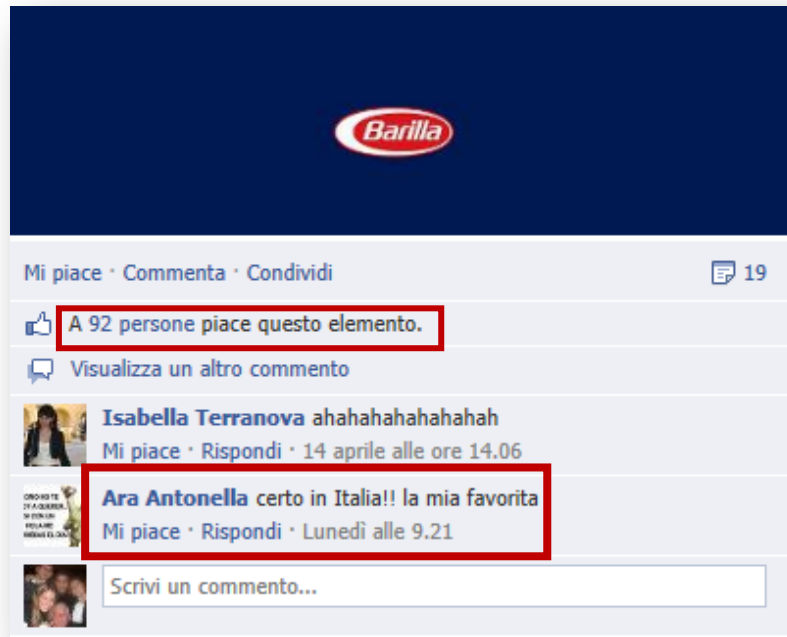 Barilla
Mi piace · Commenta · Condividi 19
A 92 persone piace questo elemento.
Visualizza un altro commento
Isabella Terranova ahahahahahahahah
Mi piace · Rispondi · 14 aprile alle ore 14.06
Ara Antonella certo in Italia!! la mia favorita
Mi piace · Rispondi · Lunedì alle 9.21
Scrivi un commento...